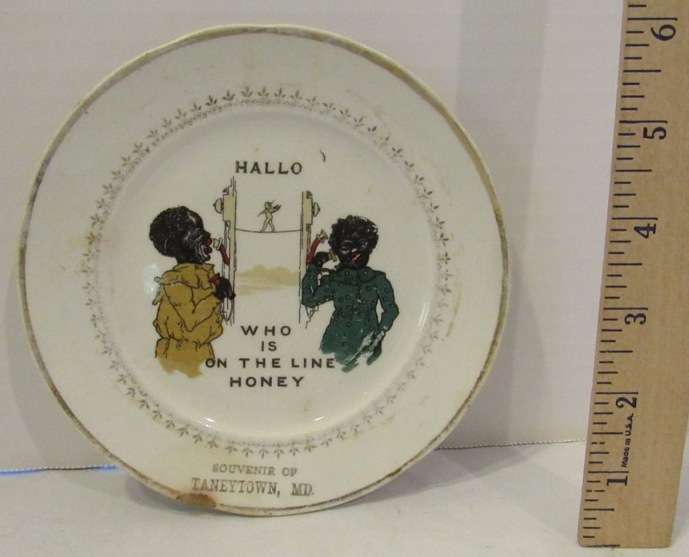 HALLO
WHO
IS
ON THE LINE
HONEY
SOUVENIR OF
TANEYTOWN, MD.
6
5
4
3
2
1
Made in U.S.A.